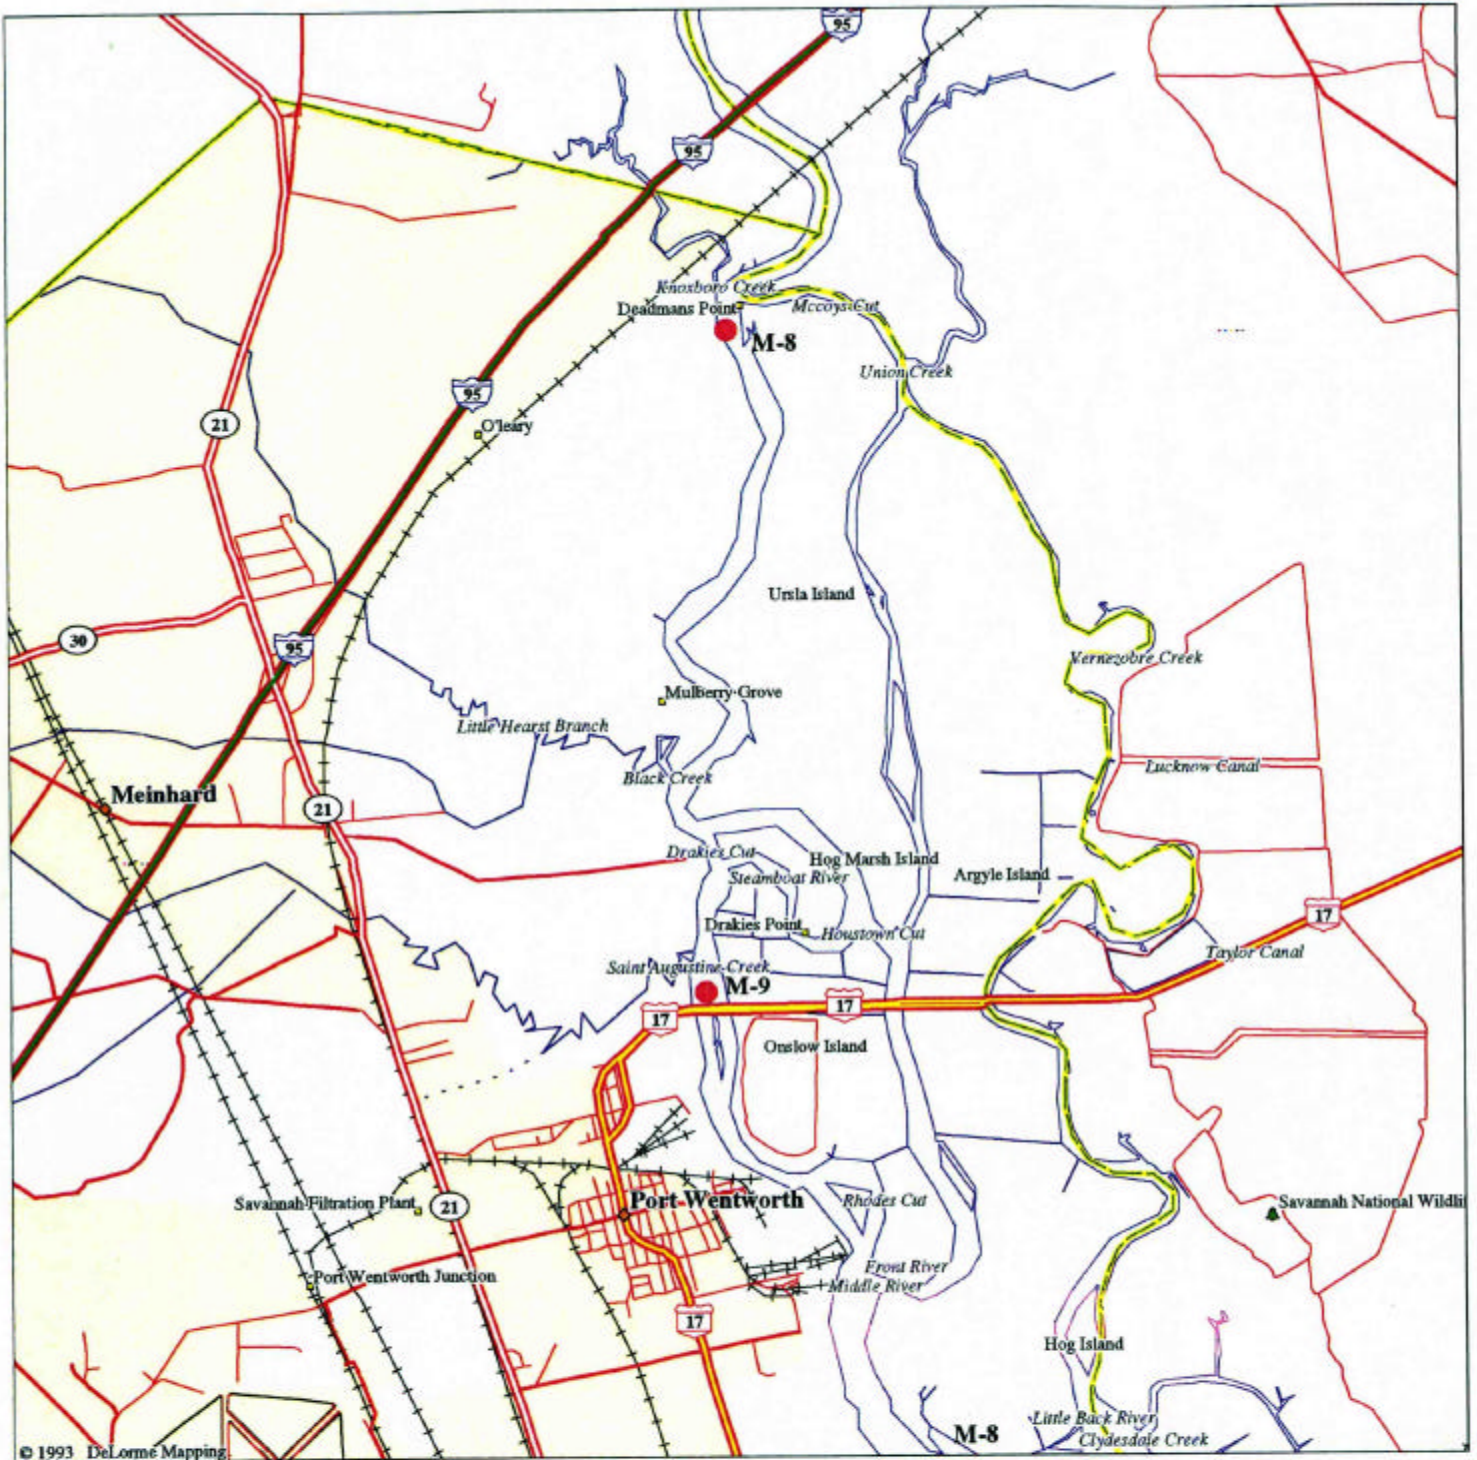 95
95
Knoxboro Creek
Deadmans Point
Mccoys Cut
M-8
Union Creek
95
21
O'leary
Ursla Island
30
95
Vernezobre Creek
Mulberry Grove
Little Hearst Branch
Lucknow Canal
Black Creek
Meinhard
21
Drakies Cut
Hog Marsh Island
Steamboat River
Argyle Island
17
Drakies Point
Houstown Cut
Taylor Canal
Saint Augustine Creek
M-9
17
17
Onslow Island
Savannah Filtration Plant
21
Port Wentworth
Rhodes Cut
Savannah National Wildli
Front River
Port Wentworth Junction
Middle River
17
Hog Island
Little Back River
M-8
Clydesdale Creek
© 1993 DeLorme Mapping